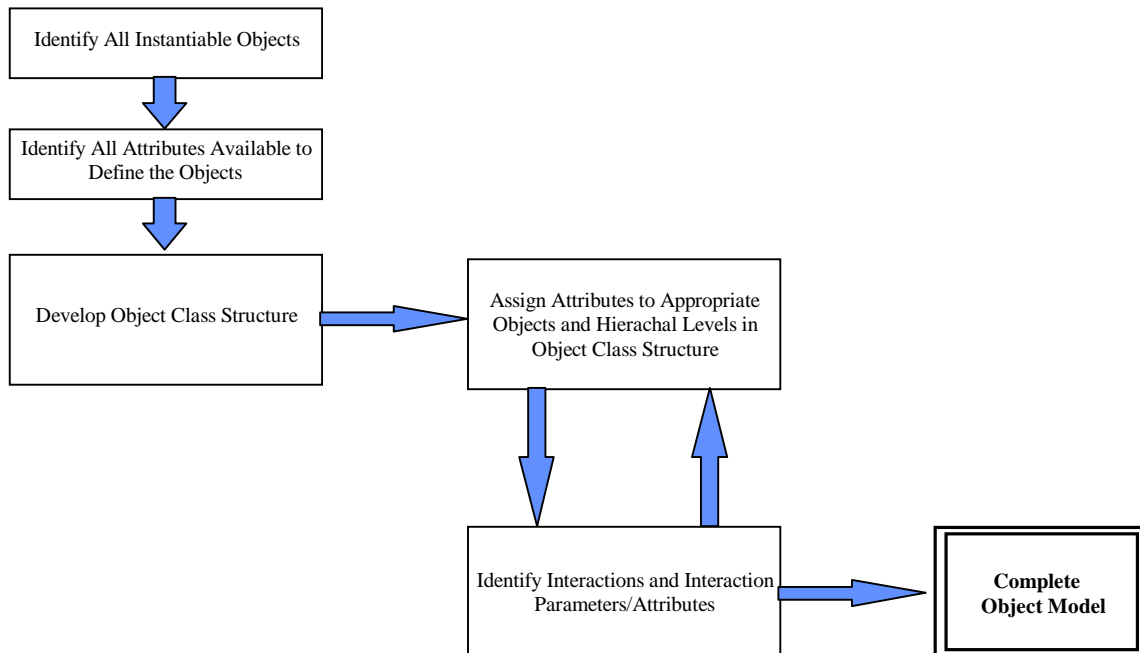 Identify All Instantiable Objects
Identify All Attributes Available to
Define the Objects
Develop Object Class Structure
Assign Attributes to Appropriate
Objects and Hierachal Levels in
Object Class Structure
Identify Interactions and Interaction
Parameters/Attributes
Complete
Object Model